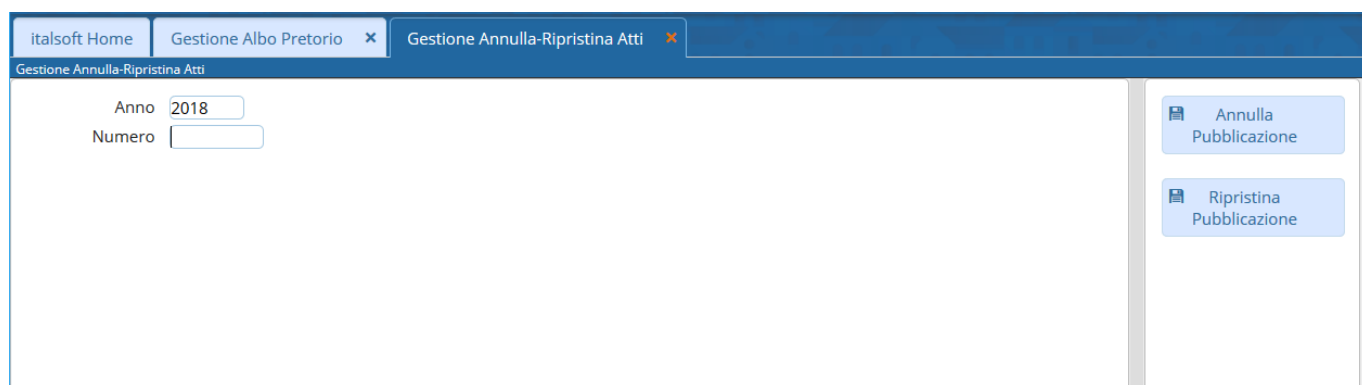 italsoft Home Gestione Albo Pretorio × Gestione Annulla-Ripristina Atti ×
Gestione Annulla-Ripristina Atti
Anno 2018
Numero
Annulla
Pubblicazione
Ripristina
Pubblicazione